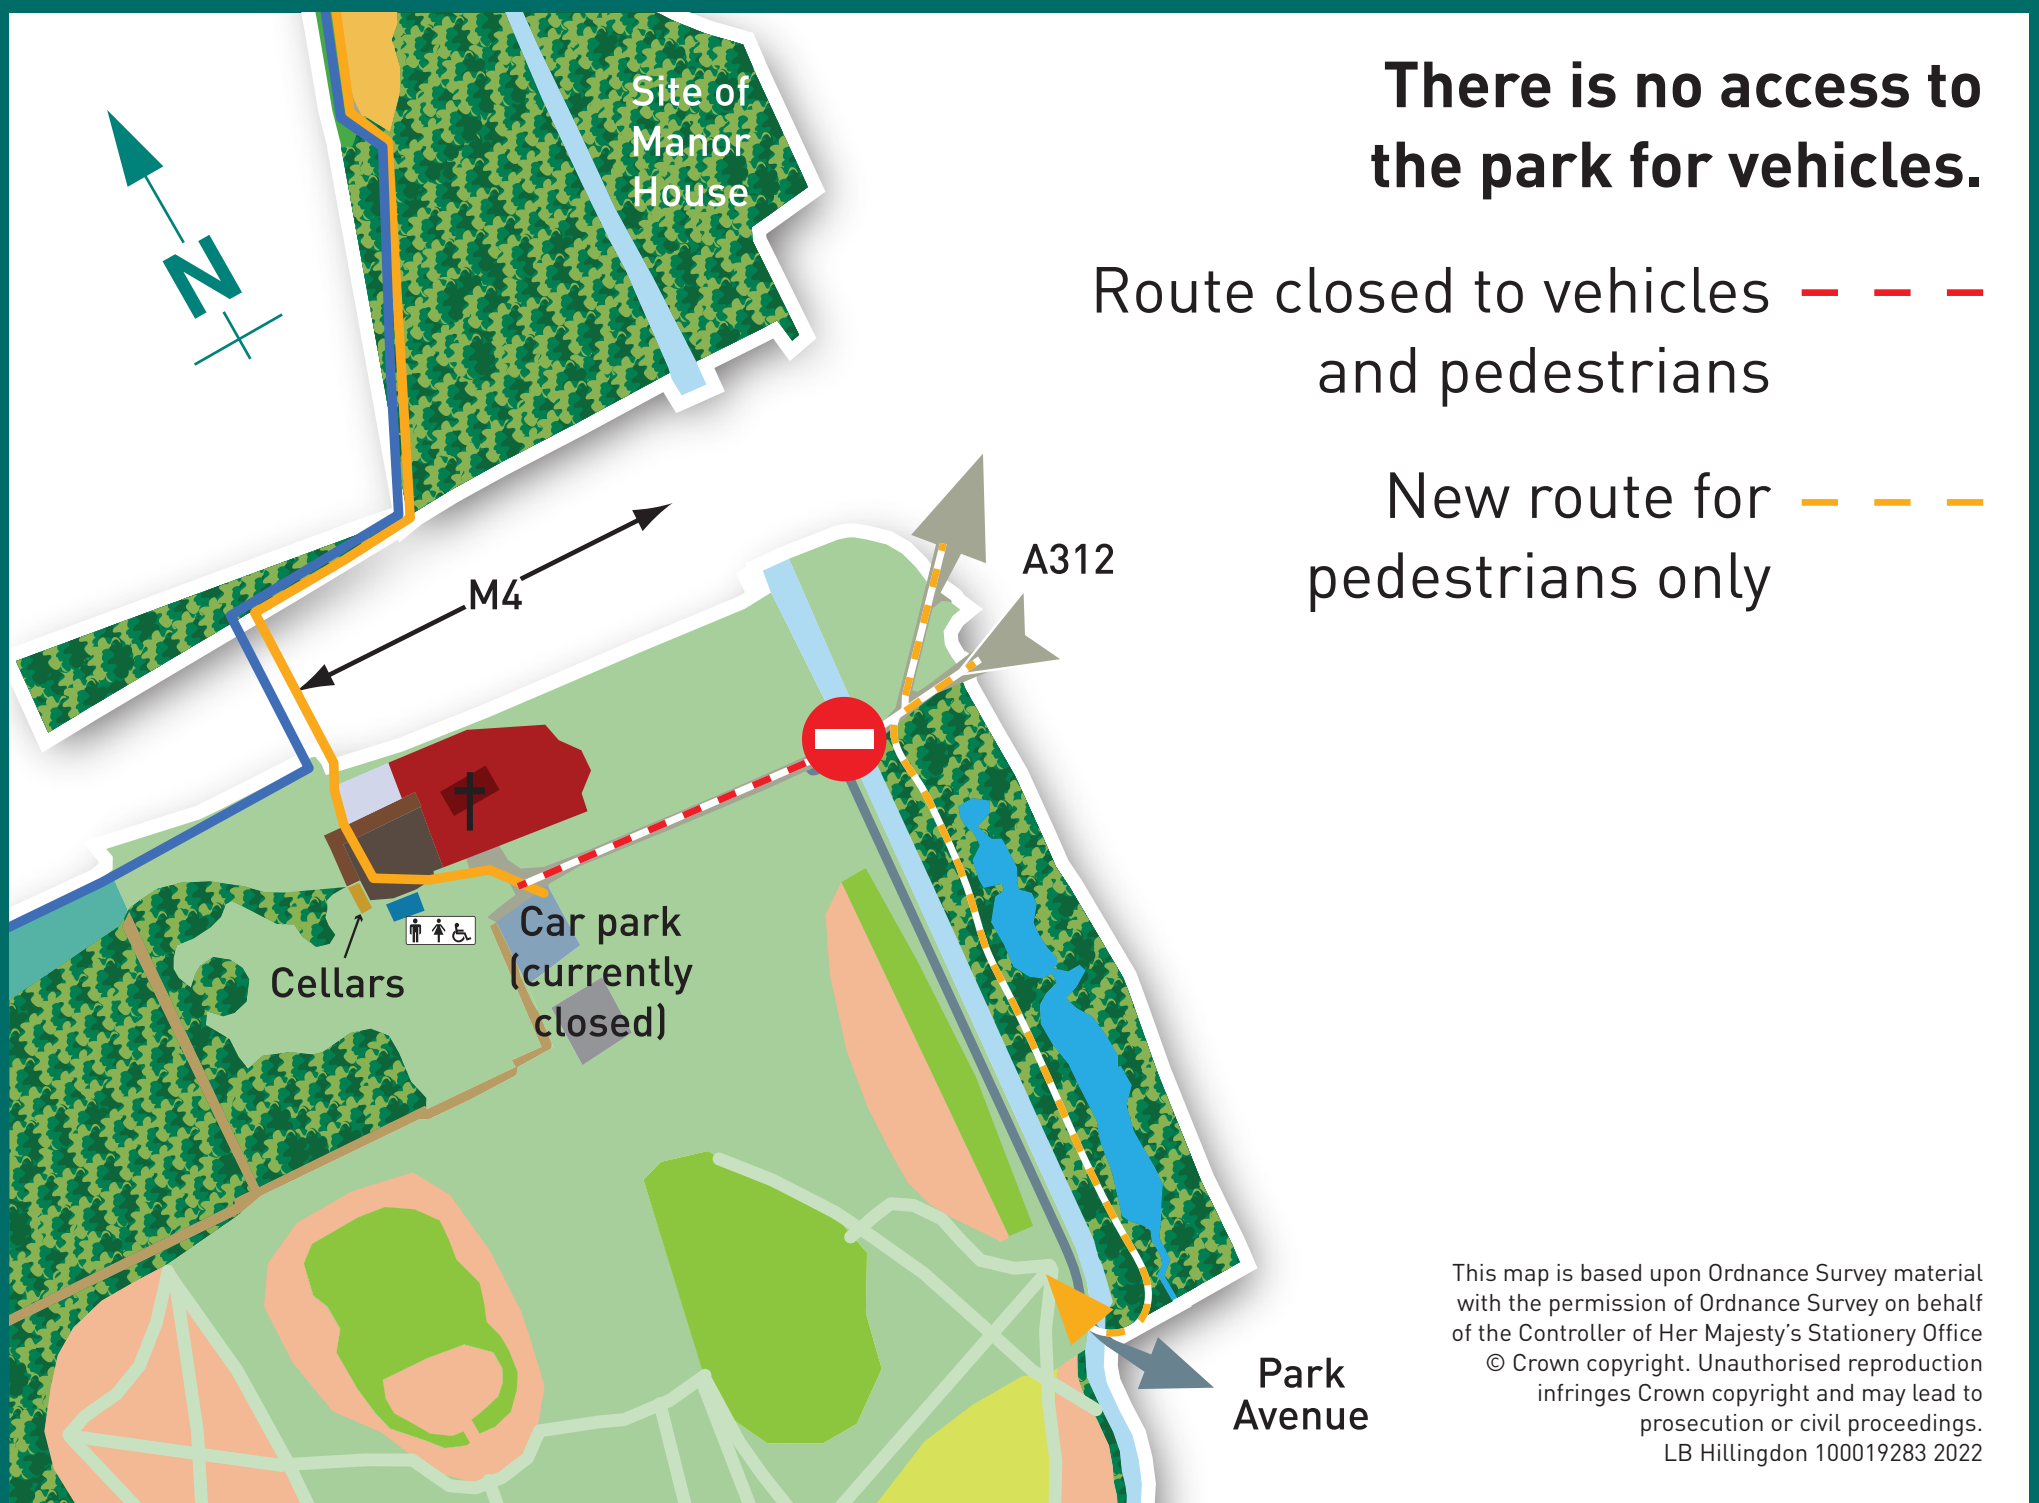 There is no access to
the park for vehicles.
Route closed to vehicles
and pedestrians
New route for
pedestrians only
Site of
Manor
House
N
M4
A312
Car park
(currently
closed)
Cellars
Park
Avenue
This map is based upon Ordnance Survey material
with the permission of Ordnance Survey on behalf
of the Controller of Her Majesty's Stationery Office
© Crown copyright. Unauthorised reproduction
infringes Crown copyright and may lead to
prosecution or civil proceedings.
LB Hillingdon 100019283 2022